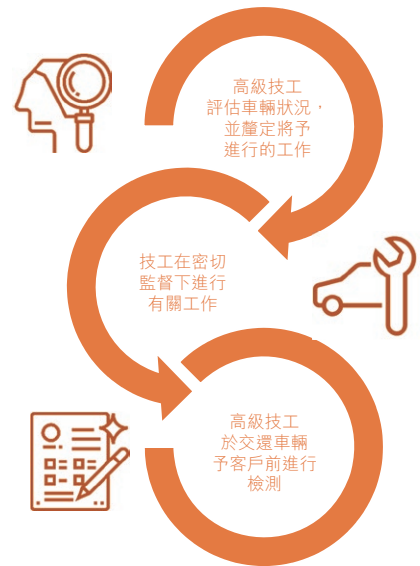 高級技工
評估車輛狀況，
並釐定將予
進行的工作
技工在密切
監督下進行
有關工作
高級技工
於交還車輛
予客戶前進行
檢測